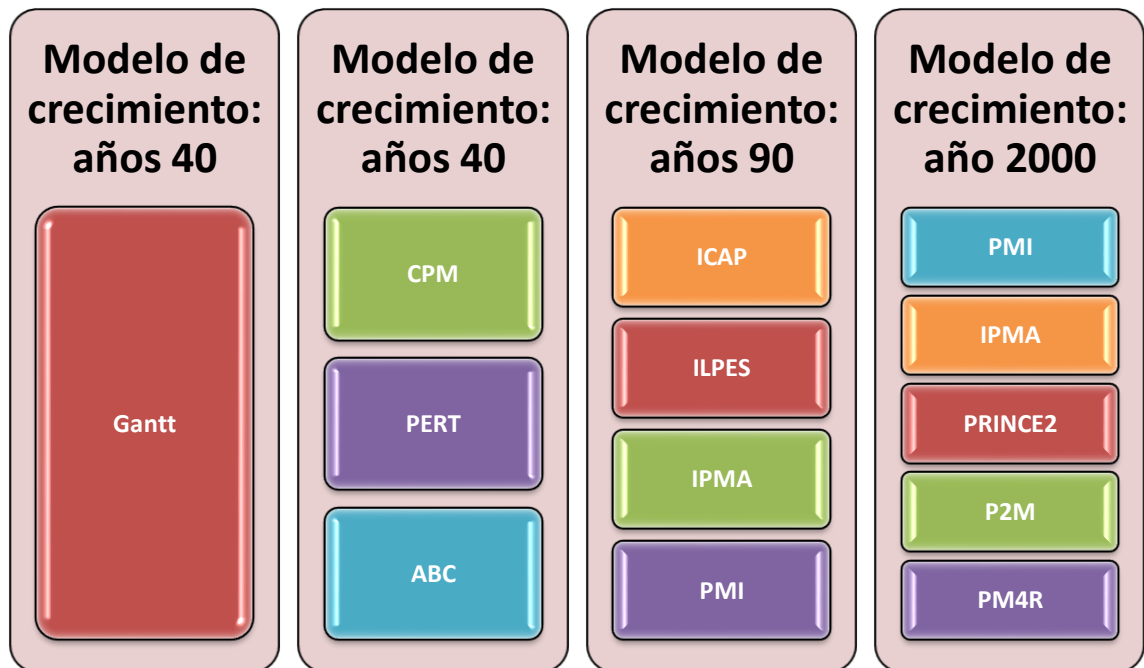 Modelo de
crecimiento:
años 40
Gantt
Modelo de
crecimiento:
años 40
CPM
PERT
ABC
Modelo de
crecimiento:
años 90
ICAP
ILPES
IPMA
PMI
Modelo de
crecimiento:
año 2000
PMI
IPMA
PRINCE2
P2M
PM4R